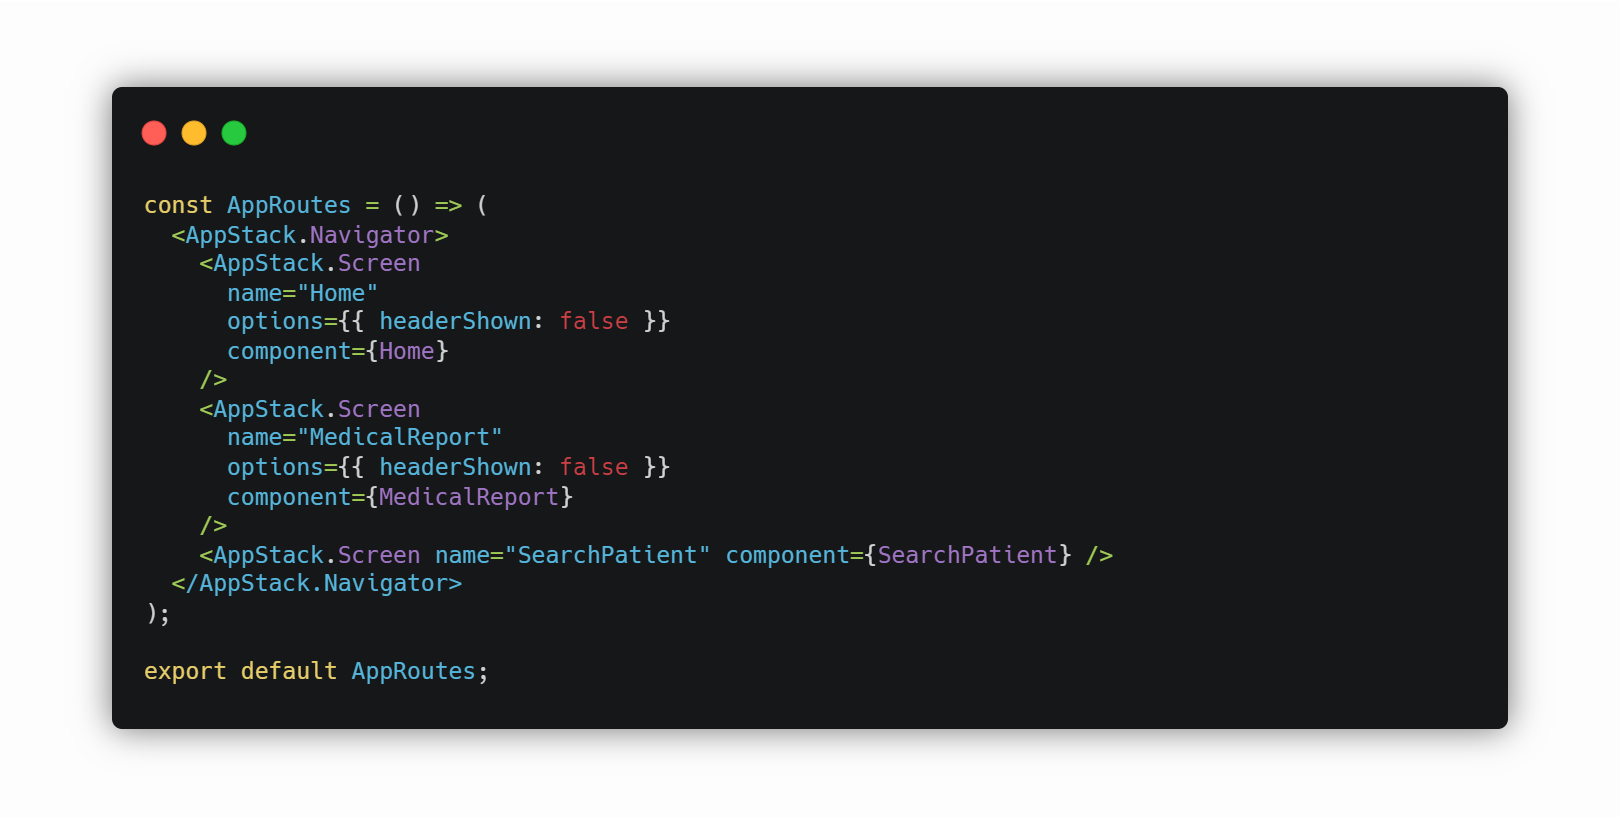 const AppRoutes = () => (
  <AppStack.Navigator>
    <AppStack.Screen
      name="Home"
      options={{ headerShown: false }}
      component={Home}
    />
    <AppStack.Screen
      name="MedicalReport"
      options={{ headerShown: false }}
      component={MedicalReport}
    />
    <AppStack.Screen name="SearchPatient" component={SearchPatient} />
  </AppStack.Navigator>
);

export default AppRoutes;